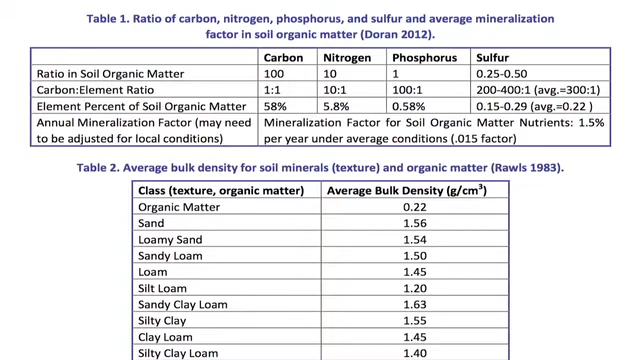 Table 1. Ratio of carbon, nitrogen, phosphorus, and sulfur and average mineralization
factor in soil organic matter (Doran 2012).
Carbon Nitrogen Phosphorus Sulfur
Ratio in Soil Organic Matter 100 10 1 0.25-0.50
Carbon:Element Ratio 1:1 10:1 100:1 200-400:1 (avg.=300:1)
Element Percent of Soil Organic Matter 58% 5.8% 0.58% 0.15-0.29 (avg.=0.22 )
Annual Mineralization Factor (may need Mineralization Factor for Soil Organic Matter Nutrients: 1.5%
to be adjusted for local conditions) per year under average conditions (.015 factor)
Table 2. Average bulk density for soil minerals (texture) and organic matter (Rawls 1983).
Class (texture, organic matter) Average Bulk Density (g/cm³)
Organic Matter 0.22
Sand 1.56
Loamy Sand 1.54
Sandy Loam 1.50
Loam 1.45
Silt Loam 1.20
Sandy Clay Loam 1.63
Silty Clay 1.55
Clay Loam 1.45
Silty Clay Loam 1.40